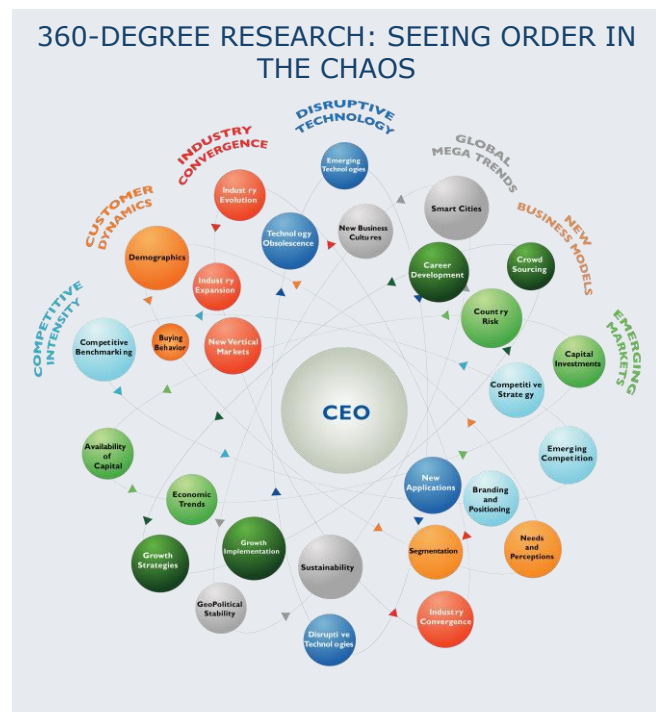 360-DEGREE RESEARCH: SEEING ORDER IN
THE CHAOS
DISRUPTIVE
TECHNOLOGY
INDUSTRY
CONVERGENCE
GLOBAL
MEGA TRENDS
CUSTOMER
DYNAMICS
NEW
BUSINESS MODELS
COMPETITIVE
INTENSITY
EMERGING
MARKETS
Emerging
Technologies
Industry
Evolution
Smart Cities
Technology
Obsolescence
New Business
Cultures
Demographics
Career
Development
Crowd
Sourcing
Industry
Expansion
Country
Risk
Competitive
Benchmarking
Buying
Behavior
New Vertical
Markets
Capital
Investments
Competitive
Strategy
CEO
Availability
of
Capital
Emerging
Competition
Economic
Trends
New
Applications
Branding
and
Positioning
Growth
Strategies
Growth
Implementation
Sustainability
Segmentation
Needs
and
Perceptions
GeoPolitical
Stability
Industry
Convergence
Disruptive
Technologies